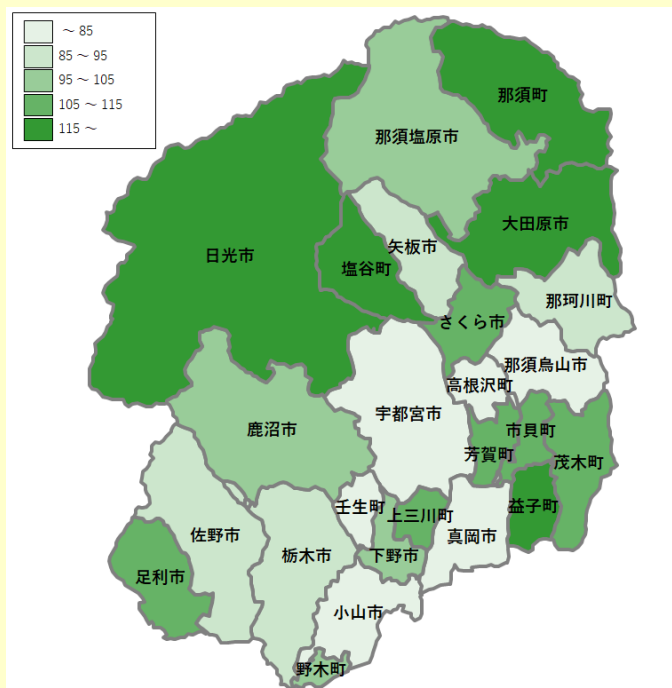 ～ 85
85 ～ 95
95 ～ 105
105 ～ 115
115 ～
那須町
那須塩原市
大田原市
矢板市
日光市
塩谷町
那珂川町
さくら市
那須烏山市
高根沢町
宇都宮市
市貝町
鹿沼市
芳賀町
茂木町
益子町
壬生町
上三川町
佐野市
真岡市
栃木市
下野市
足利市
小山市
野木町